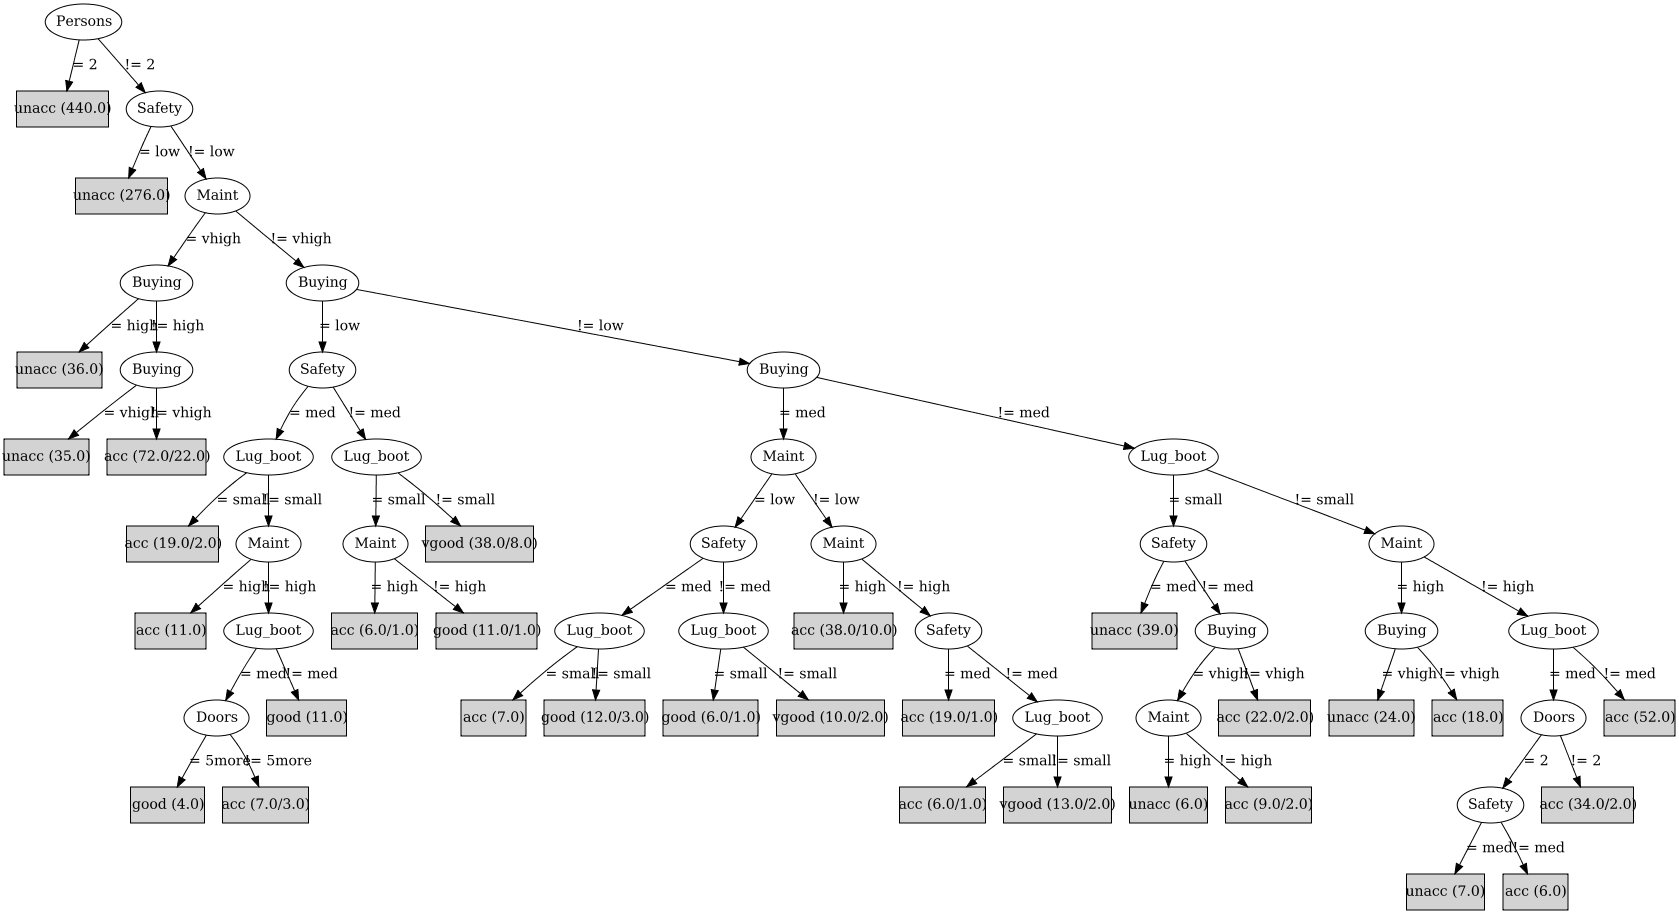 Persons
= 2
!= 2
unacc (440.0)
Safety
= low
!= low
unacc (276.0)
Maint
= vhigh
!= vhigh
Buying
Buying
= high
!= high
= low
!= low
unacc (36.0)
Buying
Safety
Buying
= vhigh
!= vhigh
= med
!= med
= med
!= med
unacc (35.0)
acc (72.0/22.0)
Lug_boot
Lug_boot
Maint
Lug_boot
= small
!= small
= small
!= small
= low
!= low
= small
!= small
acc (19.0/2.0)
Maint
Maint
vgood (38.0/8.0)
Safety
Maint
Safety
Maint
= high
!= high
= high
!= high
= med
!= med
= high
!= high
= med
!= med
= high
!= high
acc (11.0)
Lug_boot
acc (6.0/1.0)
good (11.0/1.0)
Lug_boot
Lug_boot
acc (38.0/10.0)
Safety
unacc (39.0)
Buying
Buying
Lug_boot
= med
!= med
= small
!= small
= small
!= small
= med
!= med
= vhigh
!= vhigh
= vhigh
!= vhigh
= med
!= med
Doors
good (11.0)
acc (7.0)
good (12.0/3.0)
good (6.0/1.0)
vgood (10.0/2.0)
acc (19.0/1.0)
Lug_boot
Maint
acc (22.0/2.0)
unacc (24.0)
acc (18.0)
Doors
acc (52.0)
= 5more
!= 5more
= small
!= small
= high
!= high
= 2
!= 2
good (4.0)
acc (7.0/3.0)
acc (6.0/1.0)
vgood (13.0/2.0)
unacc (6.0)
acc (9.0/2.0)
Safety
acc (34.0/2.0)
= med
!= med
unacc (7.0)
acc (6.0)